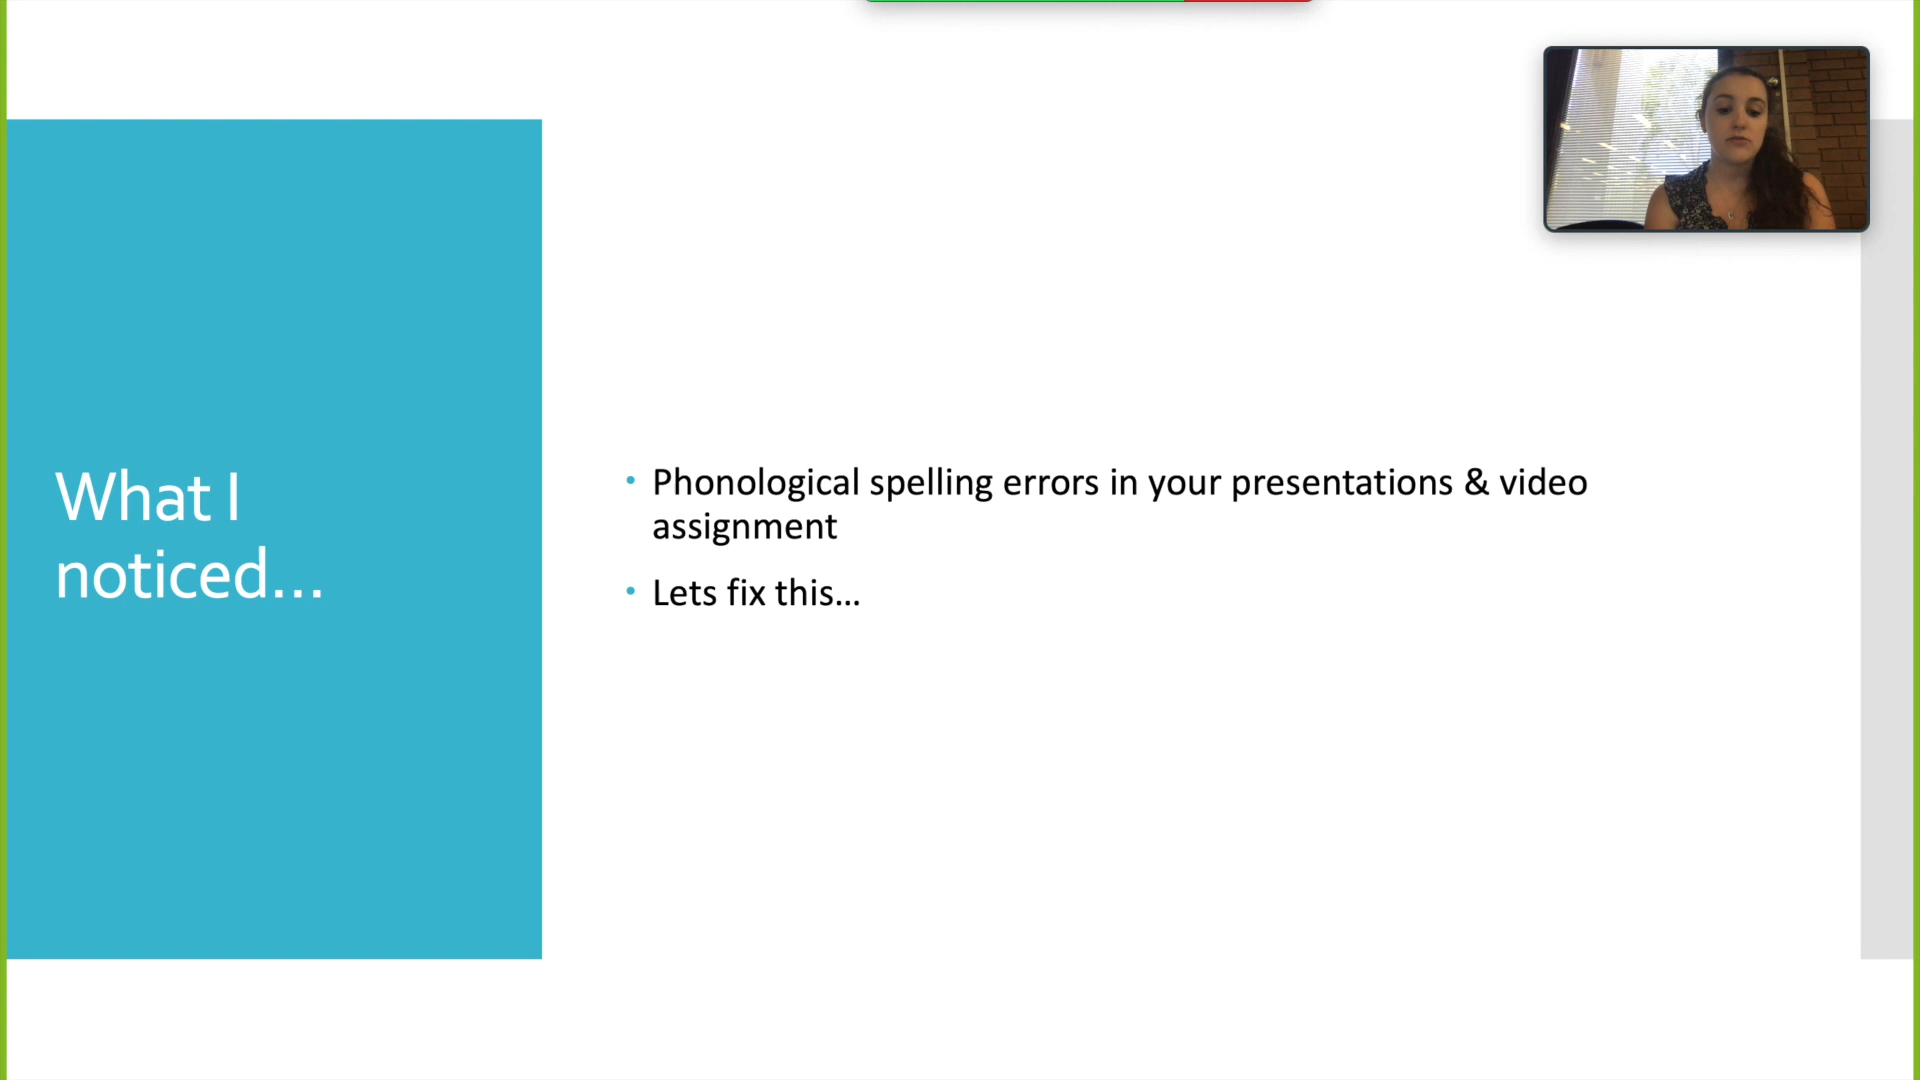 What I
noticed...
• Phonological spelling errors in your presentations & video
assignment
• Lets fix this...